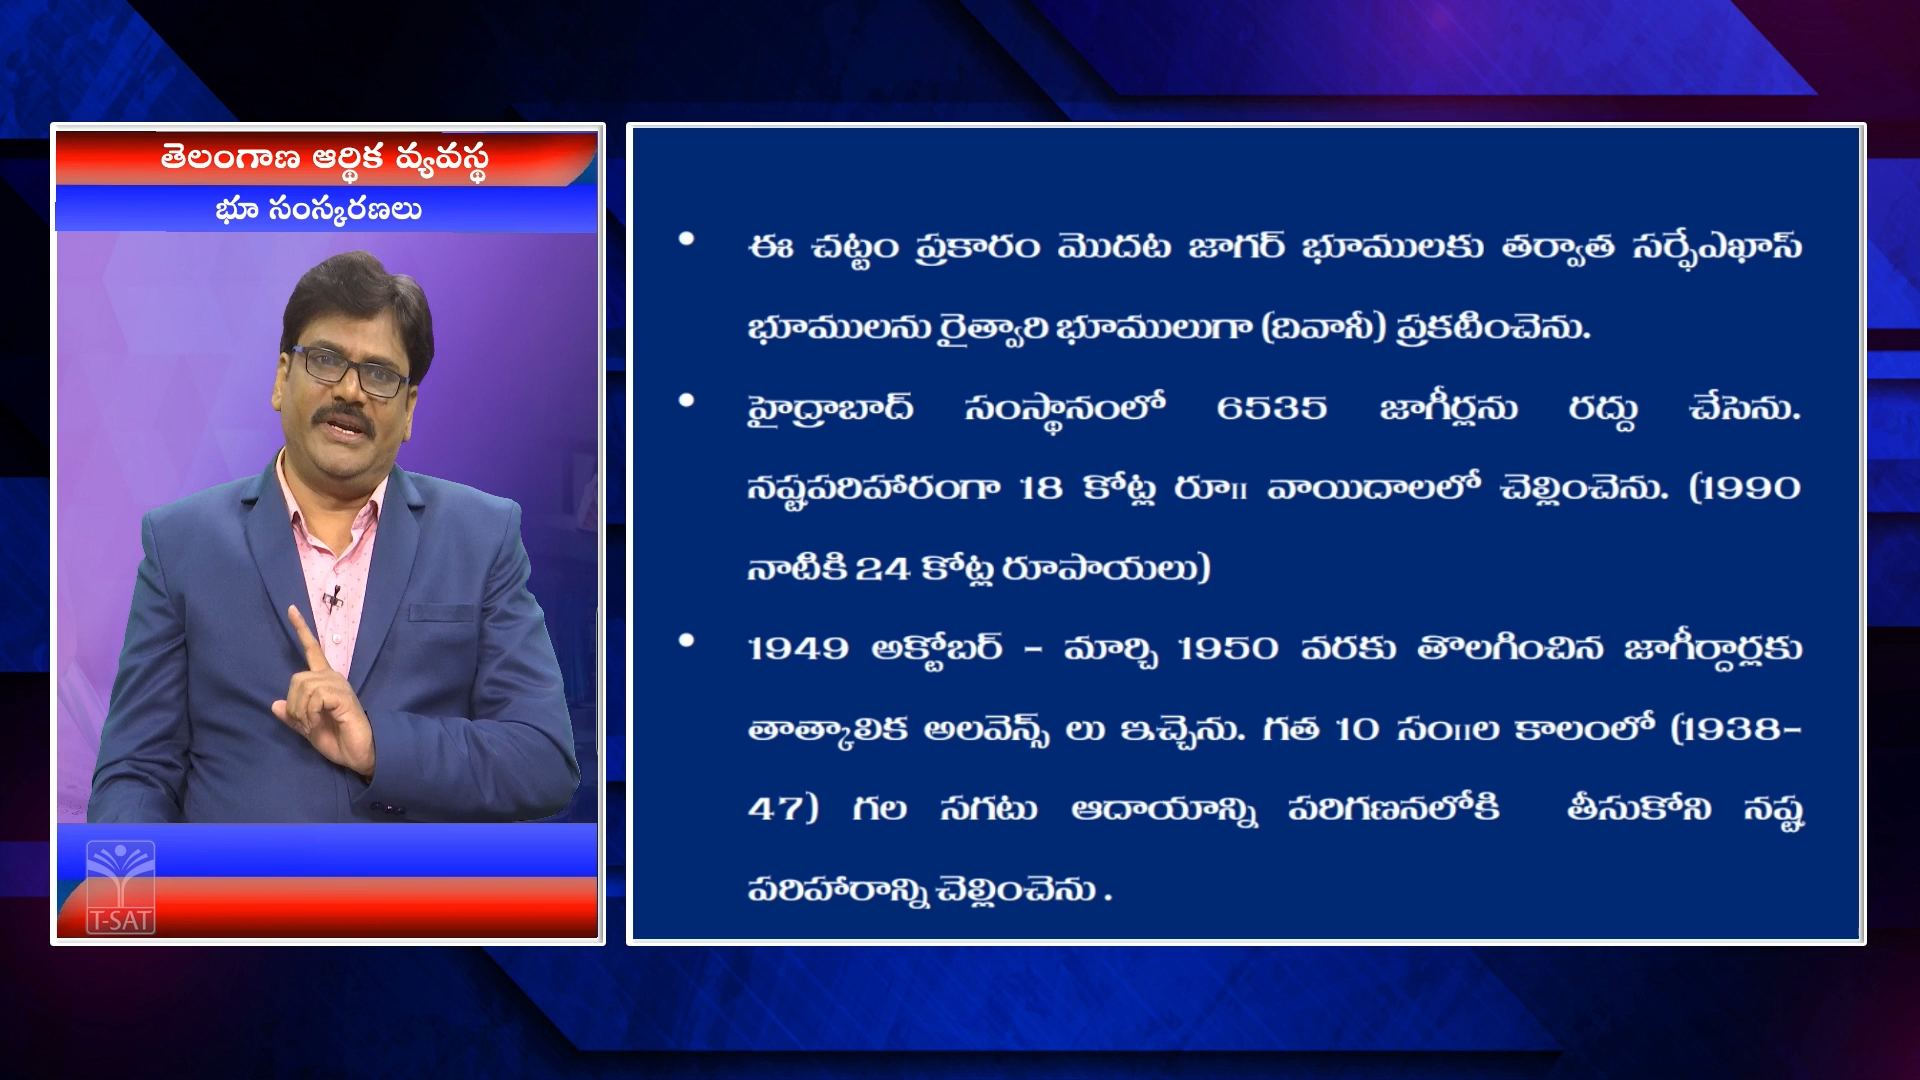 తెలంగాణ ఆర్థిక వ్యవస్థ
భూ సంస్కరణలు
T-SAT
• ఈ చట్టం ప్రకారం మొదట జాగర్ భూములకు తర్వాత సర్ఫేఎఖాస్
భూములను రైత్వారి భూములుగా (దివానీ) ప్రకటించెను.
• హైద్రాబాద్ సంస్థానంలో 6535 జాగీర్లను రద్దు చేసెను.
నష్టపరిహారంగా 18 కోట్ల రూ॥ వాయిదాలలో చెల్లించెను. (1990
నాటికి 24 కోట్ల రూపాయలు)
• 1949 అక్టోబర్ - మార్చి 1950 వరకు తొలగించిన జాగీర్దార్లకు
తాత్కాలిక అలవెన్స్ లు ఇచ్చెను. గత 10 సం॥ల కాలంలో (1938-
47) గల సగటు ఆదాయాన్ని పరిగణనలోకి తీసుకోని నష్ట
పరిహారాన్ని చెల్లించెను .